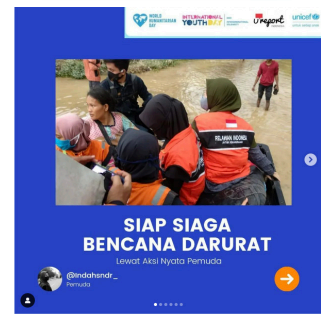 WORLD
HUMANITARIAN
DAY
INTERNATIONAL
YOUTH DAY
U report
unicef
SIAP SIAGA
BENCANA DARURAT
Lewat Aksi Nyata Pemuda
@Indahsndr_
Pemuda
RELAWAN INDONESIA